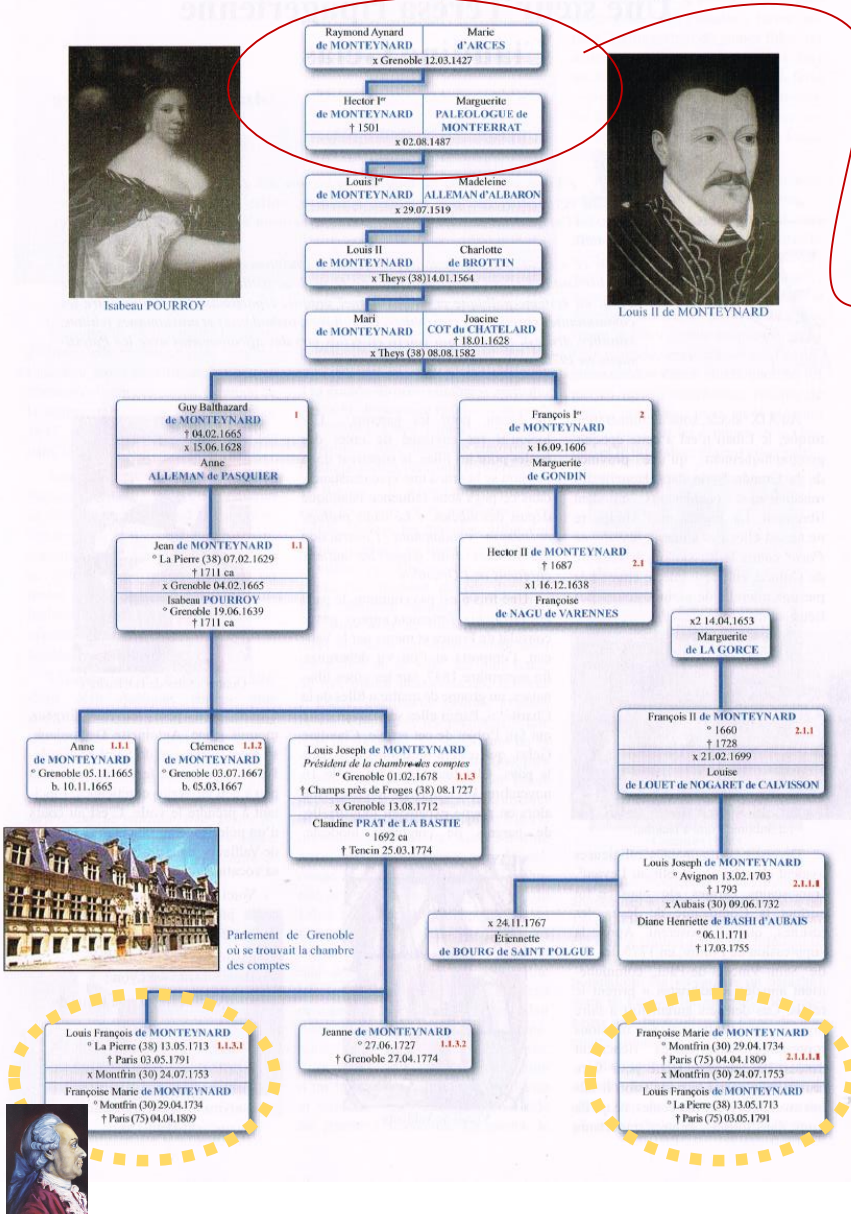 Raymond Aynard
de MONTEYNARD
Marie
d'ARCES
x Grenoble 12.03.1427
Hector Ier
de MONTEYNARD
† 1501
Marguerite
PALEOLOGUE de
MONTFERRAT
x 02.08.1487
Louis Ier
de MONTEYNARD
Madeleine
ALLEMAN d'ALBARON
x 29.07.1519
Louis II
de MONTEYNARD
Charlotte
de BROTTIN
x Theys (38)14.01.1564
Mari
de MONTEYNARD
Joacine
COT du CHATELARD
† 18.01.1628
x Theys (38) 08.08.1582
Isabeau POURROY
Louis II de MONTEYNARD
Guy Balthazard
de MONTEYNARD 1
† 04.02.1665
x 15.06.1628
Anne
ALLEMAN de PASQUIER
François Ier 2
de MONTEYNARD
x 16.09.1606
Marguerite
de GONDIN
Jean de MONTEYNARD 1.1
° La Pierre (38) 07.02.1629
† 1711 ca
x Grenoble 04.02.1665
Isabeau POURROY
° Grenoble 19.06.1639
† 1711 ca
Hector II de MONTEYNARD
† 1687 2.1
x1 16.12.1638
Françoise
de NAGU de VARENNES
x2 14.04.1653
Marguerite
de LA GORCE
Anne 1.1.1
de MONTEYNARD
° Grenoble 05.11.1665
b. 10.11.1665
Clémence 1.1.2
de MONTEYNARD
° Grenoble 03.07.1667
b. 05.03.1667
Louis Joseph de MONTEYNARD
Président de la chambre des comptes
° Grenoble 01.02.1678 1.1.3
† Champs près de Froges (38) 08.1727
x Grenoble 13.08.1712
Claudine PRAT de LA BASTIE
° 1692 ca
† Tencin 25.03.1774
François II de MONTEYNARD
° 1660 2.1.1
† 1728
x 21.02.1699
Louise
de LOUET de NOGARET de CALVISSON
Parlement de Grenoble
où se trouvait la chambre
des comptes
x 24.11.1767
Étiennette
de BOURG de SAINT POLGUE
Louis Joseph de MONTEYNARD
° Avignon 13.02.1703
† 1793 2.1.1.1
x Aubais (30) 09.06.1732
Diane Henriette de BASHI d'AUBAIS
° 06.11.1711
† 17.03.1755
Louis François de MONTEYNARD
° La Pierre (38) 13.05.1713 1.1.3.1
† Paris 03.05.1791
x Montfrin (30) 24.07.1753
Françoise Marie de MONTEYNARD
° Montfrin (30) 29.04.1734
† Paris (75) 04.04.1809
Jeanne de MONTEYNARD
° 27.06.1727 1.1.3.2
† Grenoble 27.04.1774
Françoise Marie de MONTEYNARD
° Montfrin (30) 29.04.1734
† Paris (75) 04.04.1809 2.1.1.1.1
x Montfrin (30) 24.07.1753
Louis François de MONTEYNARD
° La Pierre (38) 13.05.1713
† Paris (75) 03.05.1791